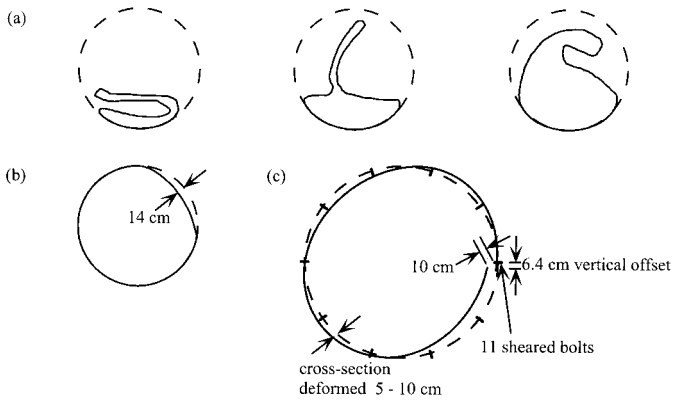 (a)
(b)
14 cm
(c)
10 cm
6.4 cm vertical offset
11 sheared bolts
cross-section
deformed 5 - 10 cm